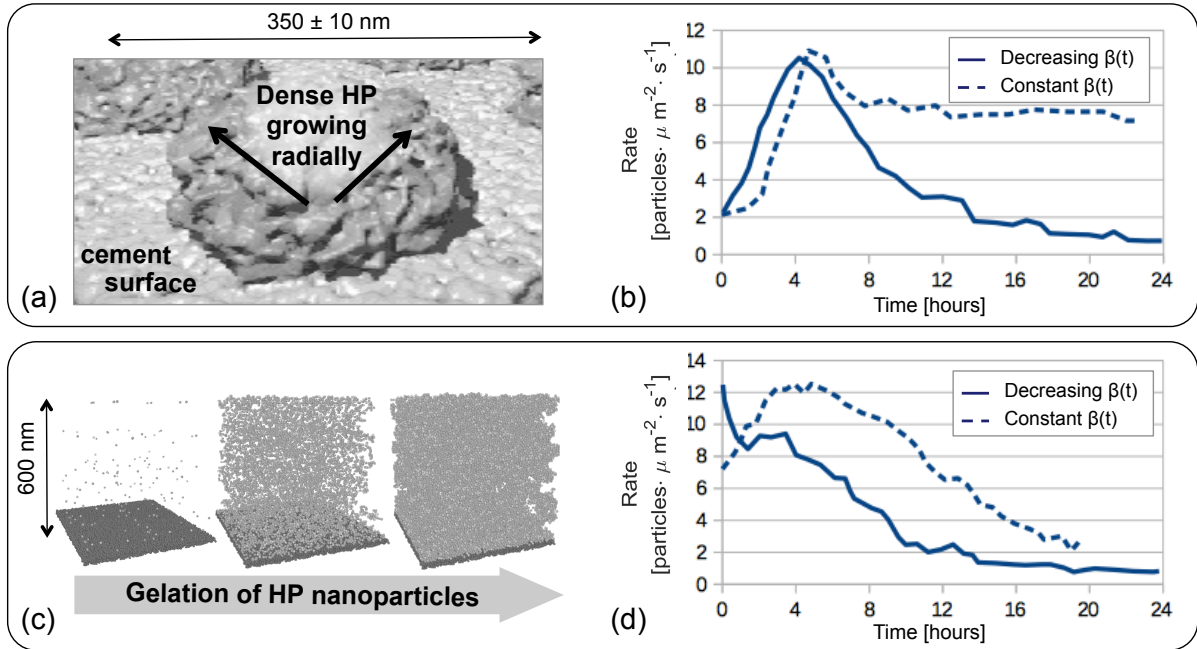 350 ± 10 nm
Dense HP
growing
radially
cement
surface
(a)
12
10
8
6
4
2
0
Rate
[particles· μ m⁻² · s⁻¹]
Decreasing β(t)
Constant β(t)
0 4 8 12 16 20 24
Time [hours]
(b)
600 nm
Gelation of HP nanoparticles
(c)
14
12
10
8
6
4
2
0
Rate
[particles· μ m⁻² · s⁻¹]
Decreasing β(t)
Constant β(t)
0 4 8 12 16 20 24
Time [hours]
(d)